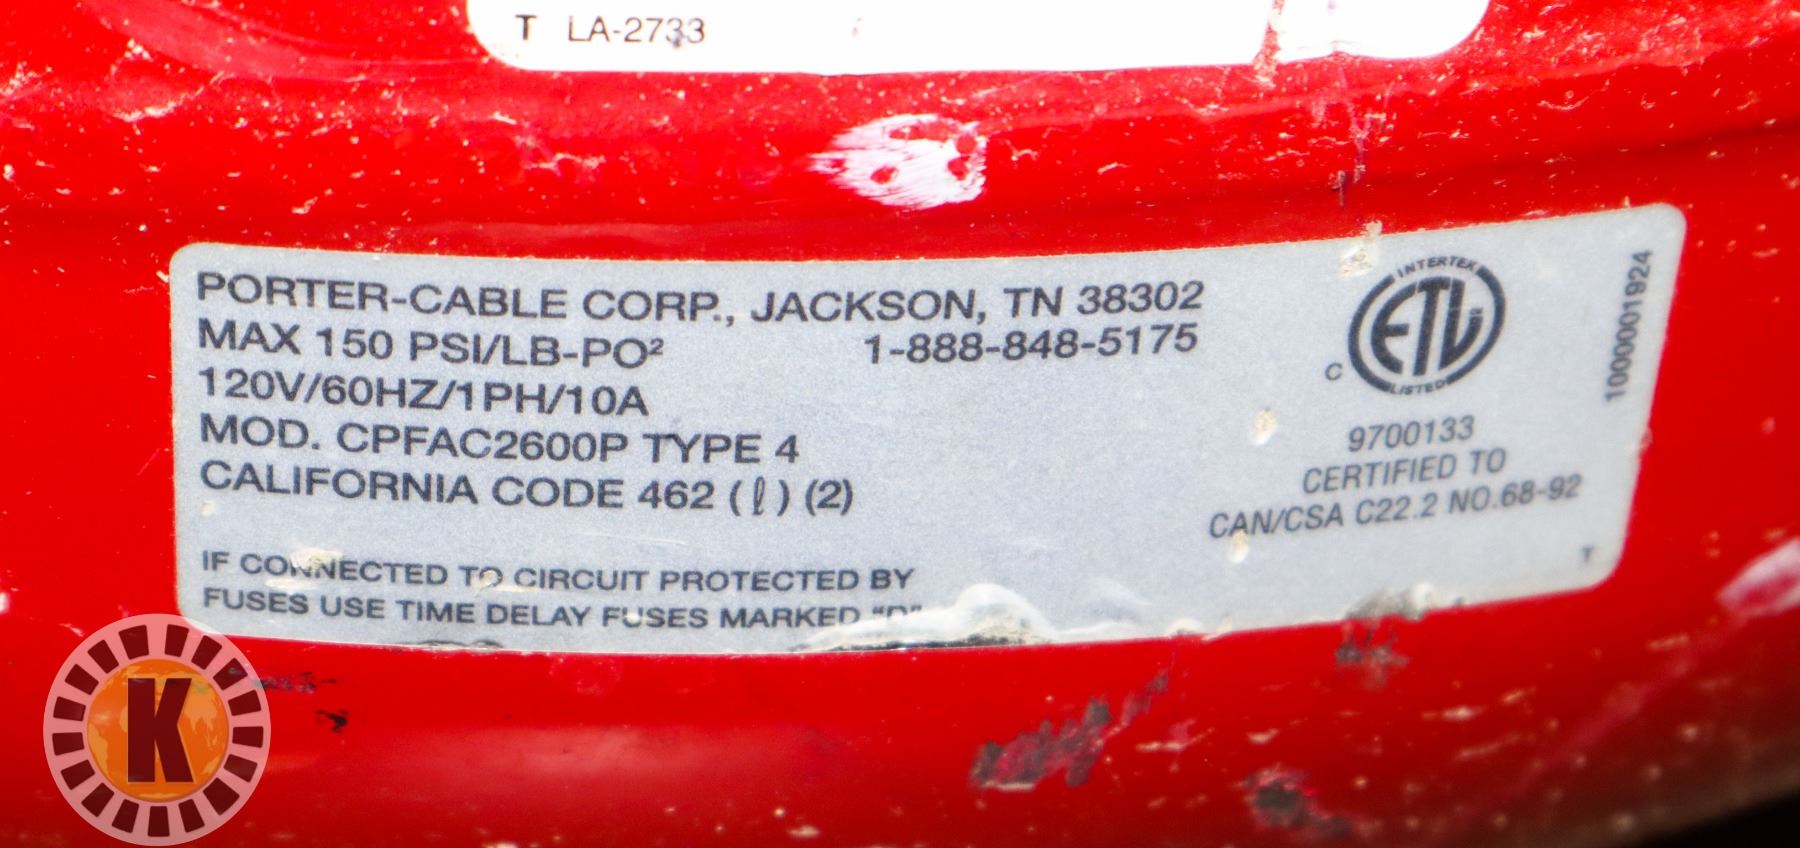 T LA-2733
PORTER-CABLE CORP., JACKSON, TN 38302
MAX 150 PSI/LB-PO² 1-888-848-5175
120V/60HZ/1PH/10A
MOD. CPFAC2600P TYPE 4
CALIFORNIA CODE 462 (ℓ) (2)
IF CONNECTED TO CIRCUIT PROTECTED BY
FUSES USE TIME DELAY FUSES MARKED "D"
INTERTEK
C ETL
LISTED
9700133
CERTIFIED TO
CAN/CSA C22.2 NO.68-92
T
1000001924
K